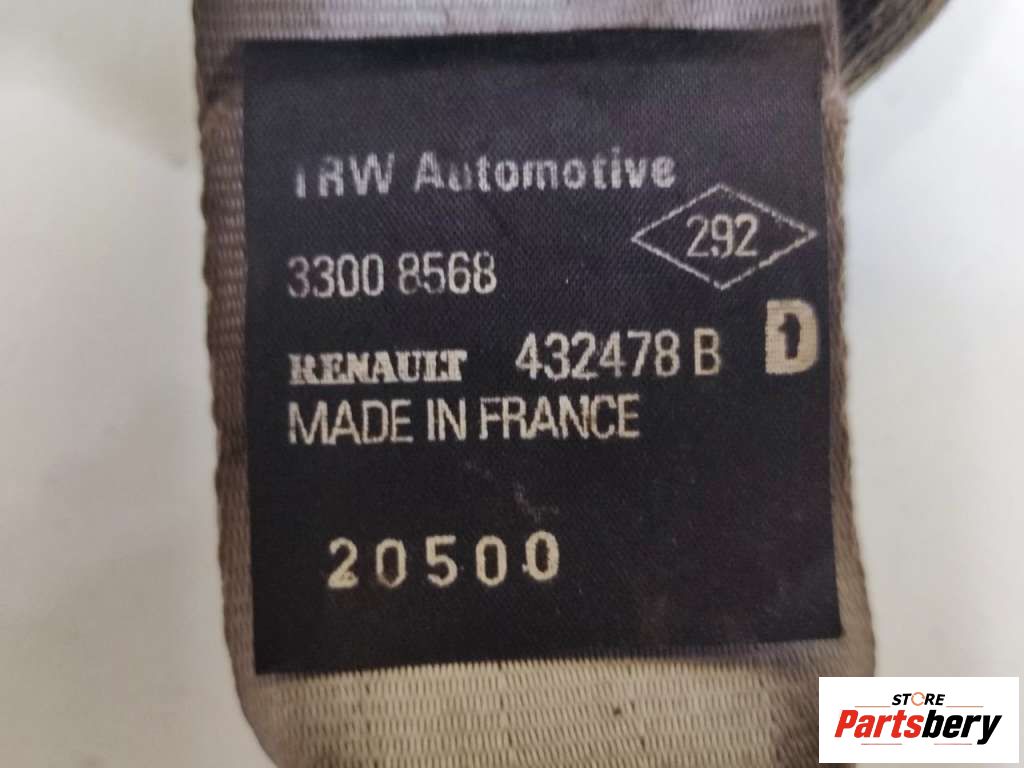 TRW Automotive
292
3300 8568
RENAULT 432478 B D
MADE IN FRANCE
20500
STORE
Partsbery